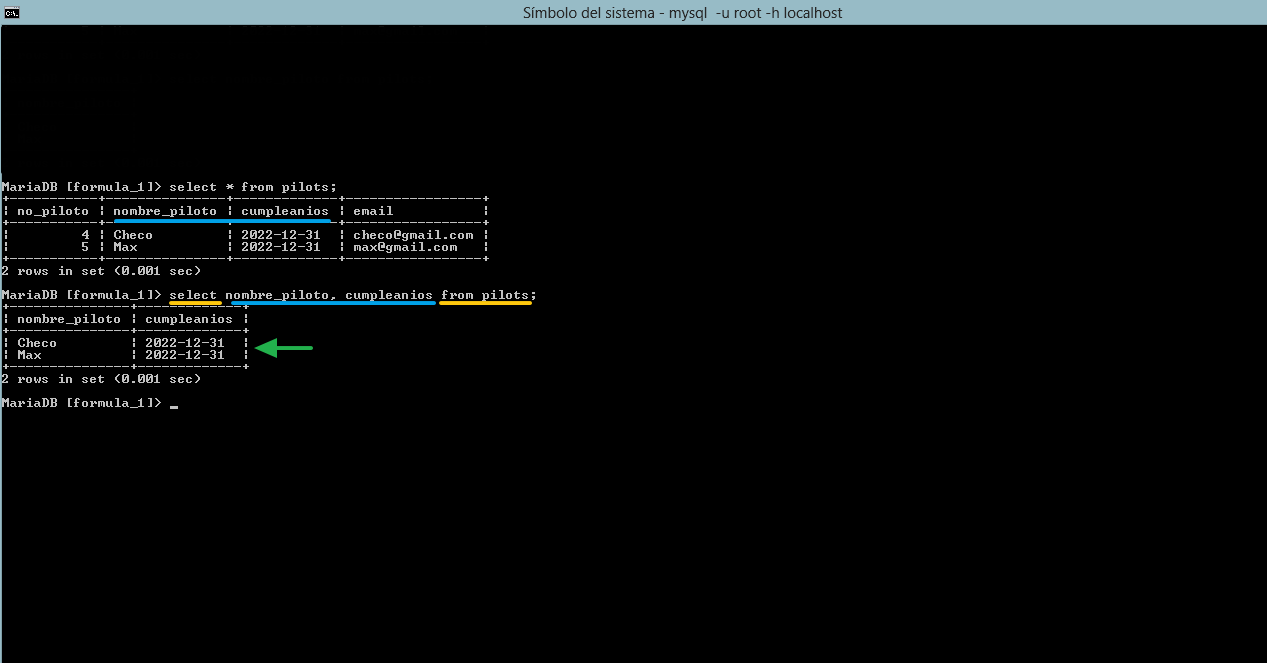 Símbolo del sistema - mysql  -u root -h localhost
MariaDB [formula_1]> select * from pilots;
+-----------+---------------+-------------+-----------------+
| no_piloto | nombre_piloto | cumpleanios | email           |
+-----------+---------------+-------------+-----------------+
|         4 | Checo         | 2022-12-31  | checo@gmail.com |
|         5 | Max           | 2022-12-31  | max@gmail.com   |
+-----------+---------------+-------------+-----------------+
2 rows in set (0.001 sec)
MariaDB [formula_1]> select nombre_piloto, cumpleanios from pilots;
+---------------+-------------+
| nombre_piloto | cumpleanios |
+---------------+-------------+
| Checo         | 2022-12-31  |
| Max           | 2022-12-31  |
+---------------+-------------+
2 rows in set (0.001 sec)
MariaDB [formula_1]> _